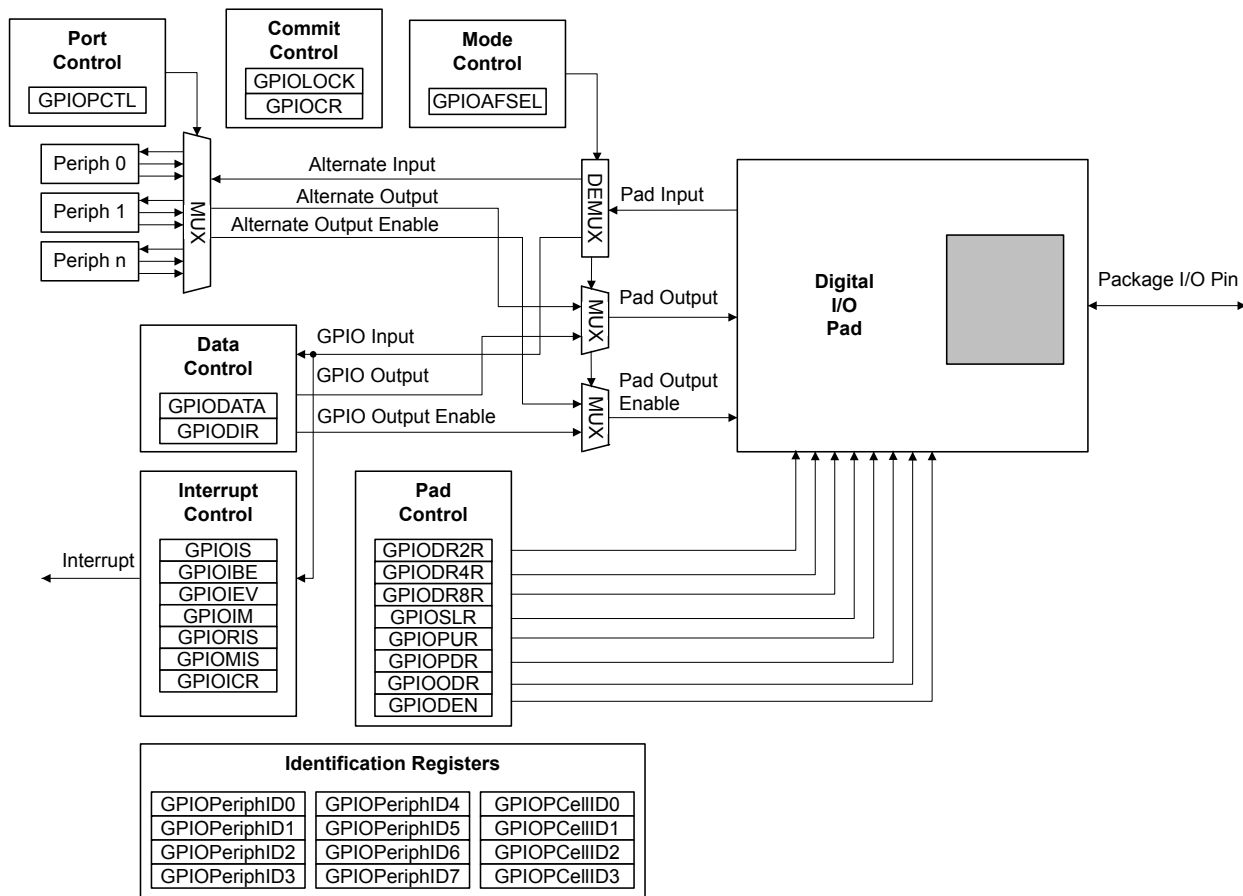 Port
Control
GPIOPCTL
Commit
Control
GPIOLOCK
GPIOCR
Mode
Control
GPIOAFSEL
Periph 0
Periph 1
Periph n
MUX
Alternate Input
Alternate Output
Alternate Output Enable
DEMUX
Pad Input
MUX
Pad Output
MUX
Pad Output
Enable
Digital
I/O
Pad
Package I/O Pin
Data
Control
GPIODATA
GPIODIR
GPIO Input
GPIO Output
GPIO Output Enable
Interrupt
Control
GPIOIS
GPIOIBE
GPIOIEV
GPIOIM
GPIORIS
GPIOMIS
GPIOICR
Interrupt
Pad
Control
GPIODR2R
GPIODR4R
GPIODR8R
GPIOSLR
GPIOPUR
GPIOPDR
GPIOODR
GPIODEN
Identification Registers
GPIOPeriphID0 GPIOPeriphID4 GPIOPCellID0
GPIOPeriphID1 GPIOPeriphID5 GPIOPCellID1
GPIOPeriphID2 GPIOPeriphID6 GPIOPCellID2
GPIOPeriphID3 GPIOPeriphID7 GPIOPCellID3